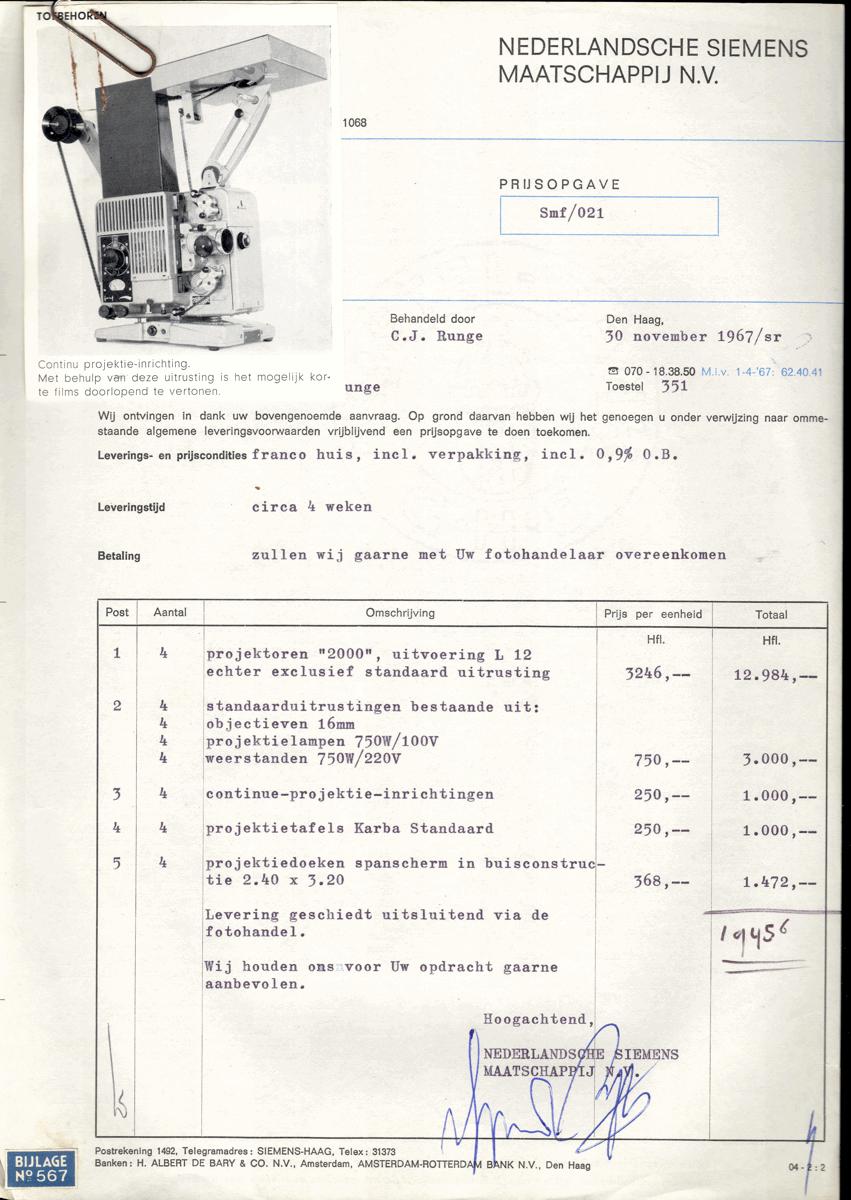 TOEBEHOREN
NEDERLANDSCHE SIEMENS
MAATSCHAPPIJ N.V.
1068
PRIJSOPGAVE
Smf/021
Behandeld door
C.J. Runge
Den Haag,
30 november 1967/sr
Continu projektie-inrichting.
Met behulp van deze uitrusting is het mogelijk kor-
te films doorlopend te vertonen.
☎ 070 - 18.38.50 M.i.v. 1-4-'67: 62.40.41
Toestel 351
unge
Wij ontvingen in dank uw bovengenoemde aanvraag. Op grond daarvan hebben wij het genoegen u onder verwijzing naar omme-
staande algemene leveringsvoorwaarden vrijblijvend een prijsopgave te doen toekomen.
Leverings- en prijscondities franco huis, incl. verpakking, incl. 0,9% O.B.
Leveringstijd circa 4 weken
Betaling zullen wij gaarne met Uw fotohandelaar overeenkomen
Post Aantal Omschrijving Prijs per eenheid Totaal
Hfl. Hfl.
1 4 projektoren "2000", uitvoering L 12
echter exclusief standaard uitrusting 3246,-- 12.984,--
2 4 standaarduitrustingen bestaande uit:
4 objectieven 16mm
4 projektielampen 750W/100V
4 weerstanden 750W/220V 750,-- 3.000,--
3 4 continue-projektie-inrichtingen 250,-- 1.000,--
4 4 projektietafels Karba Standaard 250,-- 1.000,--
5 4 projektiedoeken spanscherm in buisconstruc-
tie 2.40 x 3.20 368,-- 1.472,--
Levering geschiedt uitsluitend via de
fotohandel.
19456
Wij houden ons voor Uw opdracht gaarne
aanbevolen.
Hoogachtend,
NEDERLANDSCHE SIEMENS
MAATSCHAPPIJ N.V.
Postrekening 1492, Telegramadres: SIEMENS-HAAG, Telex: 31373
Banken: H. ALBERT DE BARY & CO. N.V., Amsterdam, AMSTERDAM-ROTTERDAM BANK N.V., Den Haag
04-2:2
BIJLAGE
No 567